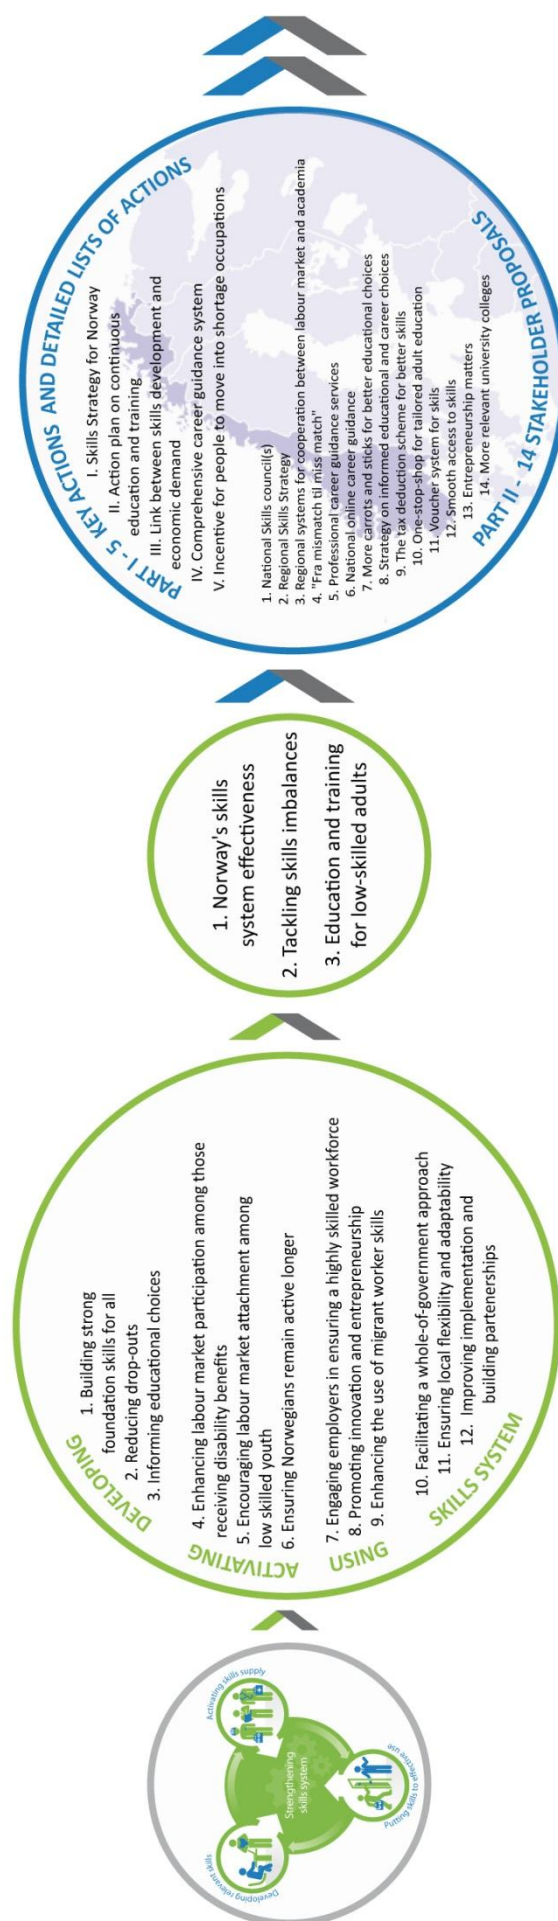 Developing relevant skills
Activating skills supply
Strengthening
skills system
Putting skills to effective use
DEVELOPING
1. Building strong
foundation skills for all
2. Reducing drop-outs
3. Informing educational choices
ACTIVATING
4. Enhancing labour market participation among those
receiving disability benefits
5. Encouraging labour market attachment among
low skilled youth
6. Ensuring Norwegians remain active longer
USING
7. Engaging employers in ensuring a highly skilled workforce
8. Promoting innovation and entrepreneurship
9. Enhancing the use of migrant worker skills
SKILLS SYSTEM
10. Facilitating a whole-of-government approach
11. Ensuring local flexibility and adaptability
12. Improving implementation and
building partenerships
1. Norway's skills
system effectiveness
2. Tackling skills imbalances
3. Education and training
for low-skilled adults
PART I - 5 KEY ACTIONS AND DETAILED LISTS OF ACTIONS
I. Skills Strategy for Norway
II. Action plan on continuous
education and training
III. Link between skills development and
economic demand
IV. Comprehensive career guidance system
V. Incentive for people to move into shortage occupations
1. National Skills council(s)
2. Regional Skills Strategy
3. Regional systems for cooperation between labour market and academia
4. "Fra mismatch til miss match"
5. Professional career guidance services
6. National online career guidance
7. More carrots and sticks for better educational choices
8. Strategy on informed educational and career choices
9. The tax deduction scheme for better skills
10. One-stop-shop for tailored adult education
11. Voucher system for skils
12. Smooth access to skills
13. Entrepreneurship matters
14. More relevant university colleges
PART II - 14 STAKEHOLDER PROPOSALS